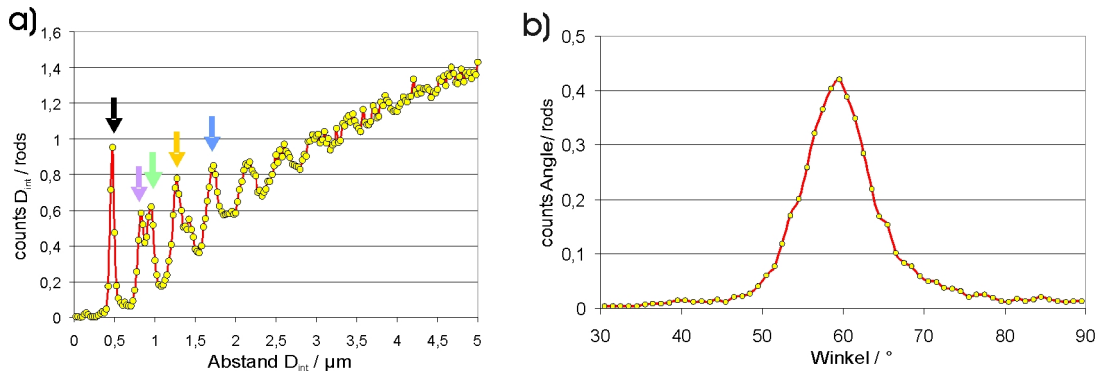 a)
1,6
1,4
1,2
1
0,8
0,6
0,4
0,2
0
counts Dint / rods
0 0,5 1 1,5 2 2,5 3 3,5 4 4,5 5
Abstand Dint / µm
b)
0,5
0,4
0,3
0,2
0,1
0
counts Angle/ rods
30 40 50 60 70 80 90
Winkel / °